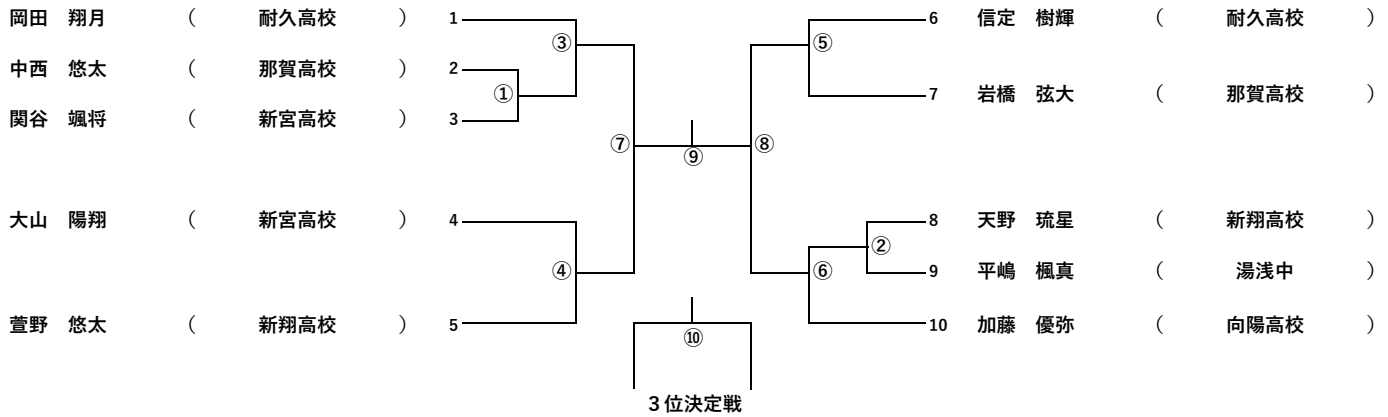 岡田　翔月　（　耐久高校　）　1　6　信定　樹輝　（　耐久高校　）
③　⑤
中西　悠太　（　那賀高校　）　2
①　7　岩橋　弦大　（　那賀高校　）
関谷　颯将　（　新宮高校　）　3
⑦　⑨　⑧
大山　陽翔　（　新宮高校　）　4　8　天野　琉星　（　新翔高校　）
②
④　⑥　9　平嶋　楓真　（　湯浅中　）
萱野　悠太　（　新翔高校　）　5　10　加藤　優弥　（　向陽高校　）
⑩
３位決定戦